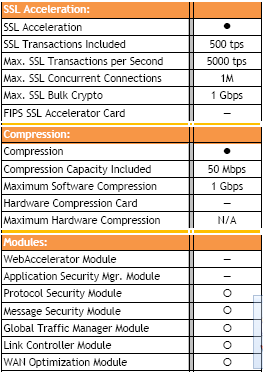 SSL Acceleration:
SSL Acceleration ●
SSL Transactions Included 500 tps
Max. SSL Transactions per Second 5000 tps
Max. SSL Concurrent Connections 1M
Max. SSL Bulk Crypto 1 Gbps
FIPS SSL Accelerator Card —
Compression:
Compression ●
Compression Capacity Included 50 Mbps
Maximum Software Compression 1 Gbps
Hardware Compression Card —
Maximum Hardware Compression N/A
Modules:
WebAccelerator Module —
Application Security Mgr. Module —
Protocol Security Module ○
Message Security Module ○
Global Traffic Manager Module ○
Link Controller Module ○
WAN Optimization Module ○